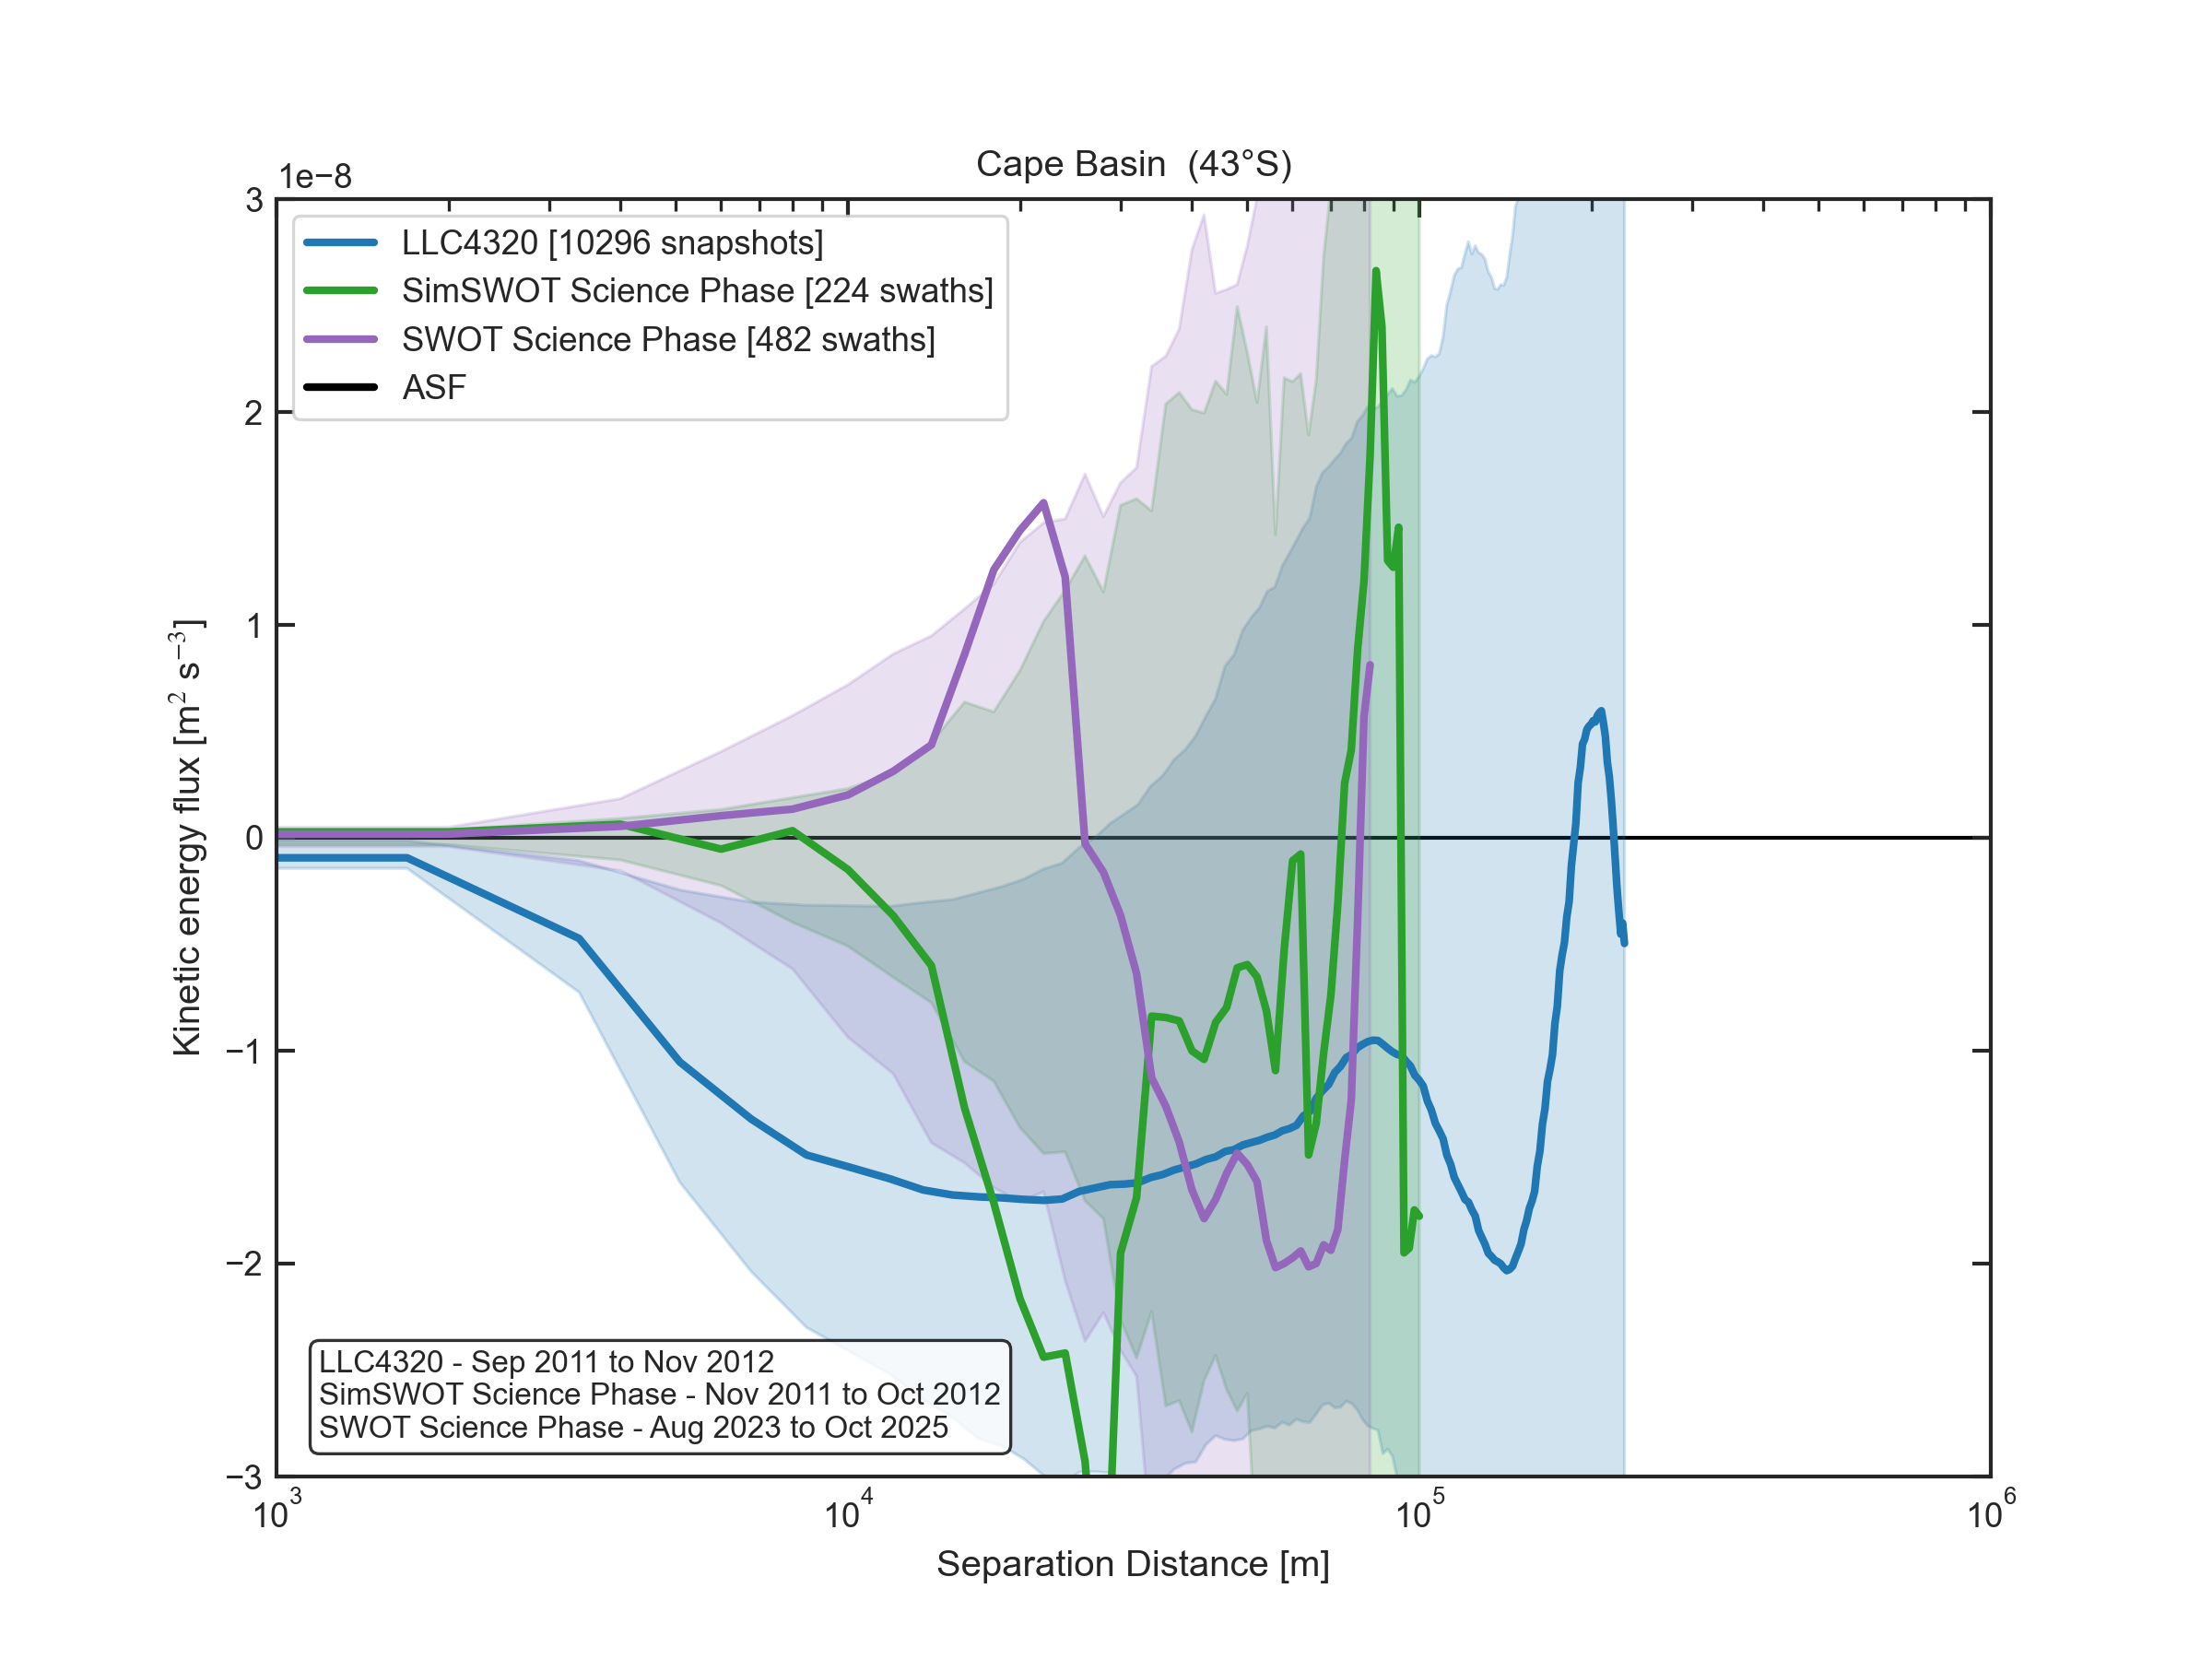 Cape Basin  (43°S)
1e−8
3
2
1
0
−1
−2
−3
Kinetic energy flux [m² s⁻³]
LLC4320 [10296 snapshots]
SimSWOT Science Phase [224 swaths]
SWOT Science Phase [482 swaths]
ASF
LLC4320 - Sep 2011 to Nov 2012
SimSWOT Science Phase - Nov 2011 to Oct 2012
SWOT Science Phase - Aug 2023 to Oct 2025
10³ 10⁴ 10⁵ 10⁶
Separation Distance [m]